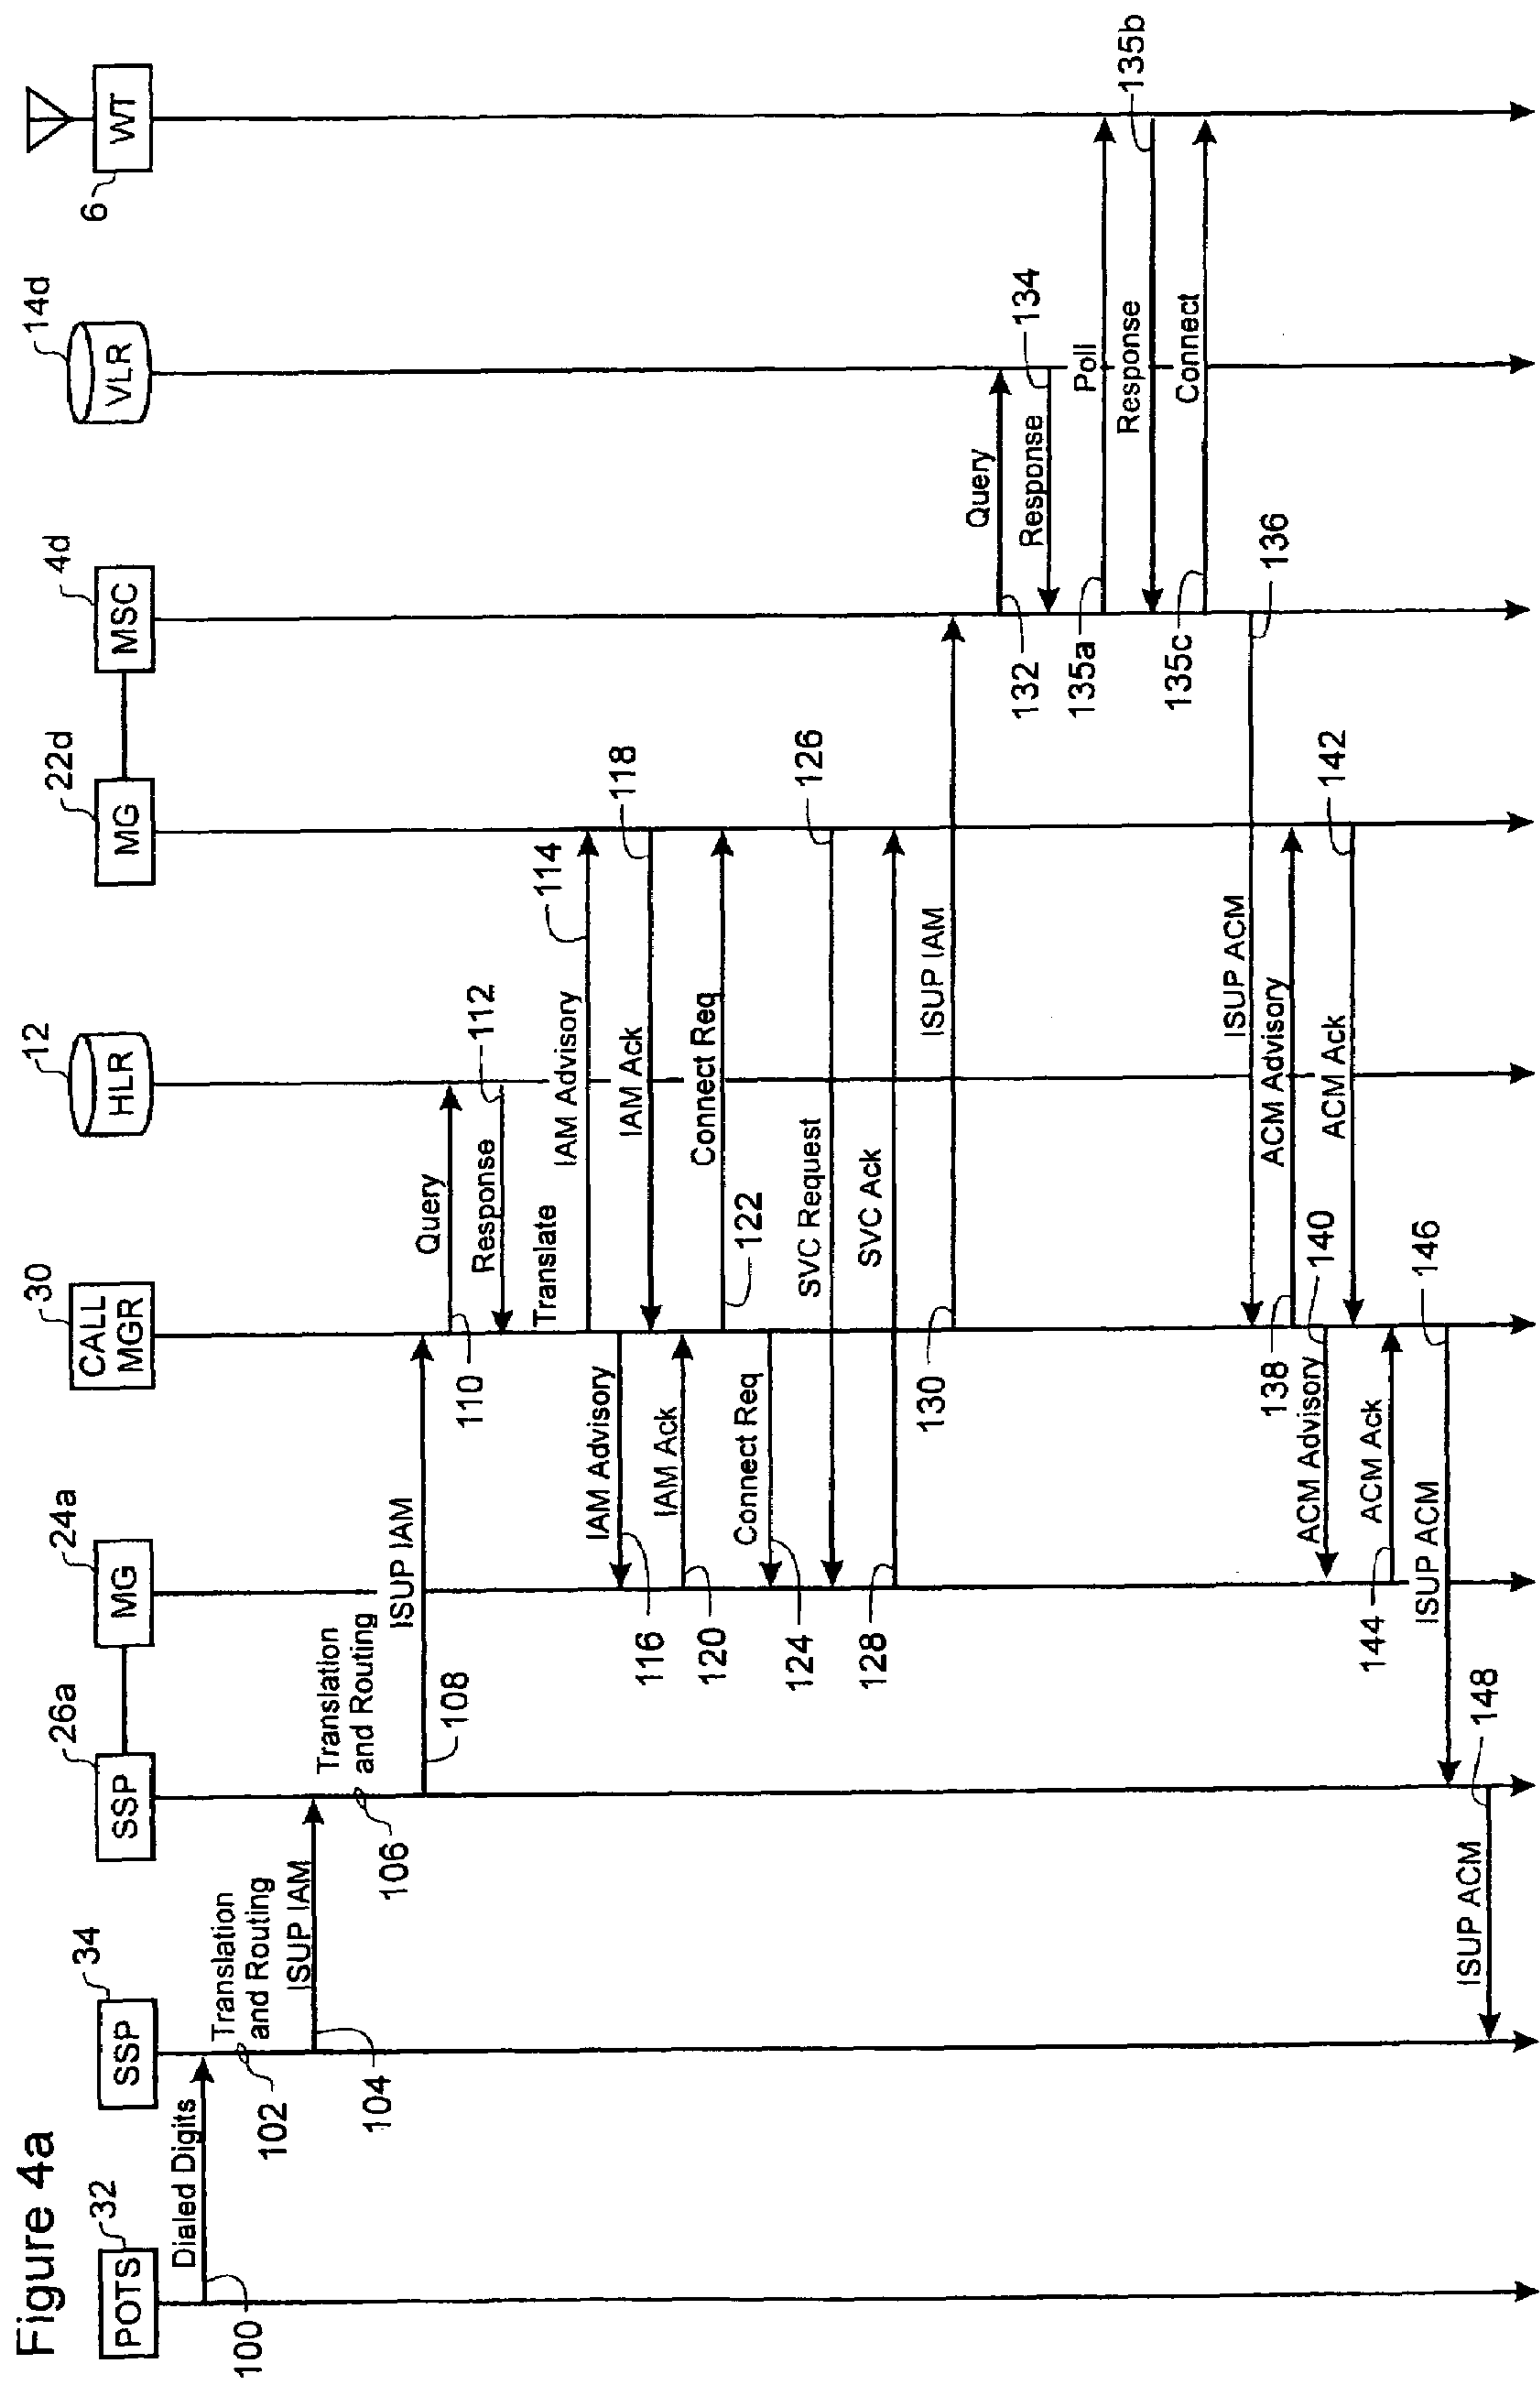 Figure 4a
POTS
32
SSP
34
SSP
26a
MG
24a
CALL
MGR
30
HLR
12
MG
22d
MSC
4d
VLR
14d
WT
6
Dialed Digits
100
Translation
and Routing
102
ISUP IAM
104
Translation
and Routing
106
ISUP IAM
108
Query
110
Response
112
Translate
IAM Advisory
114
IAM Advisory
116
IAM Ack
118
IAM Ack
120
Connect Req
122
Connect Req
124
SVC Request
126
SVC Ack
128
ISUP IAM
130
Query
132
Response
134
Poll
135a
Response
135b
Connect
135c
ISUP ACM
136
ACM Advisory
138
ACM Advisory
140
ACM Ack
142
ACM Ack
144
ISUP ACM
146
ISUP ACM
148